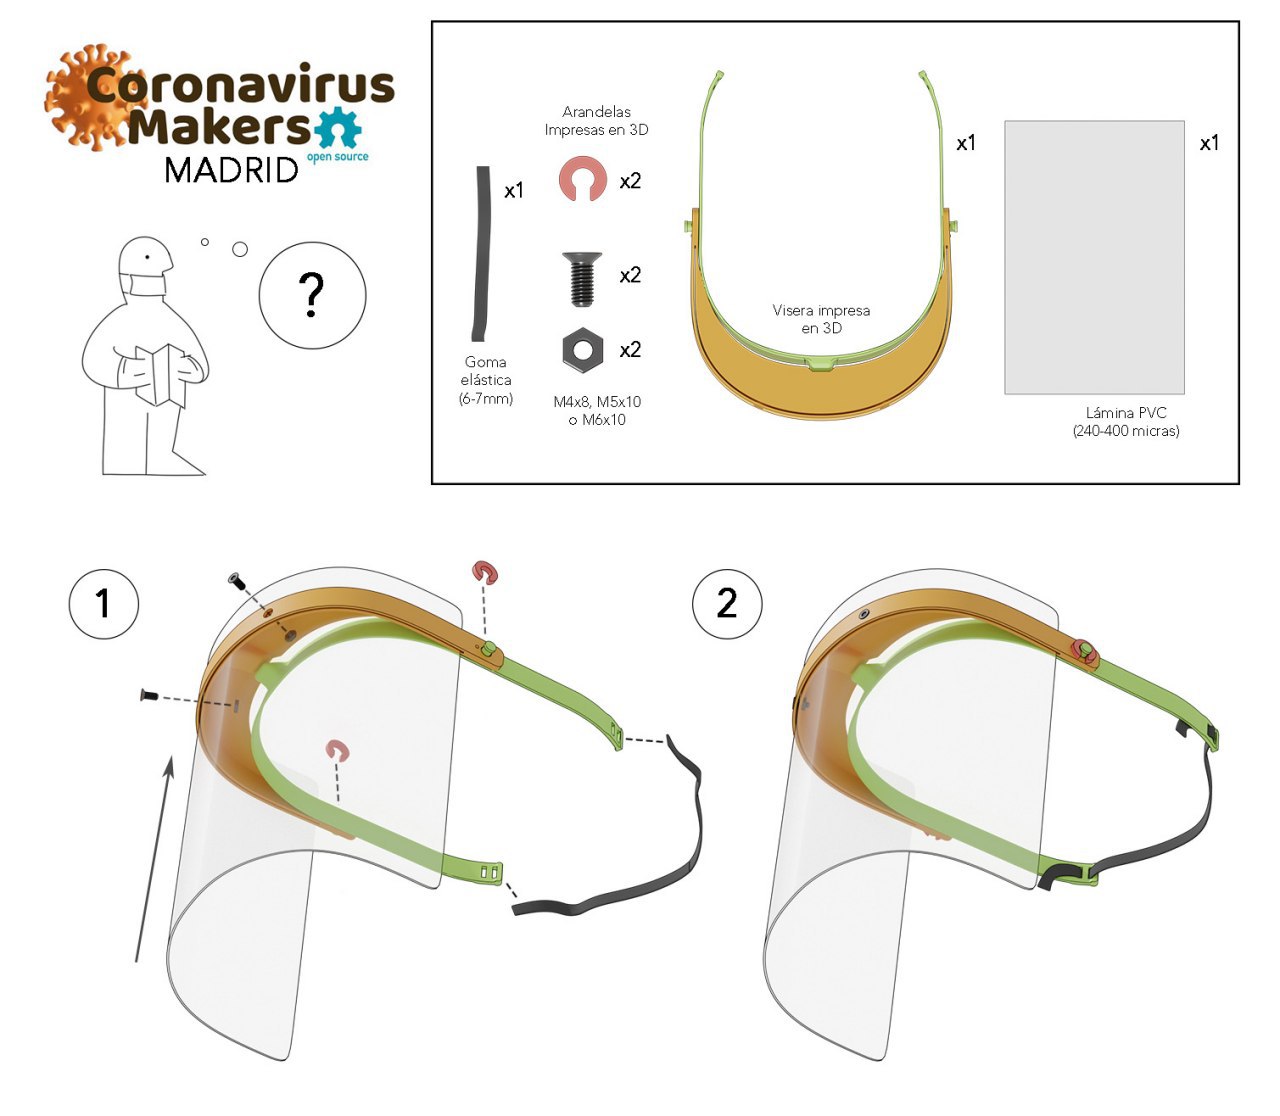 Coronavirus
Makers
open source
MADRID
?
Arandelas
Impresas en 3D
x1
x2
x2
x2
Goma
elástica
(6-7mm)
M4x8, M5x10
o M6x10
x1
Visera impresa
en 3D
x1
Lámina PVC
(240-400 micras)
1
2